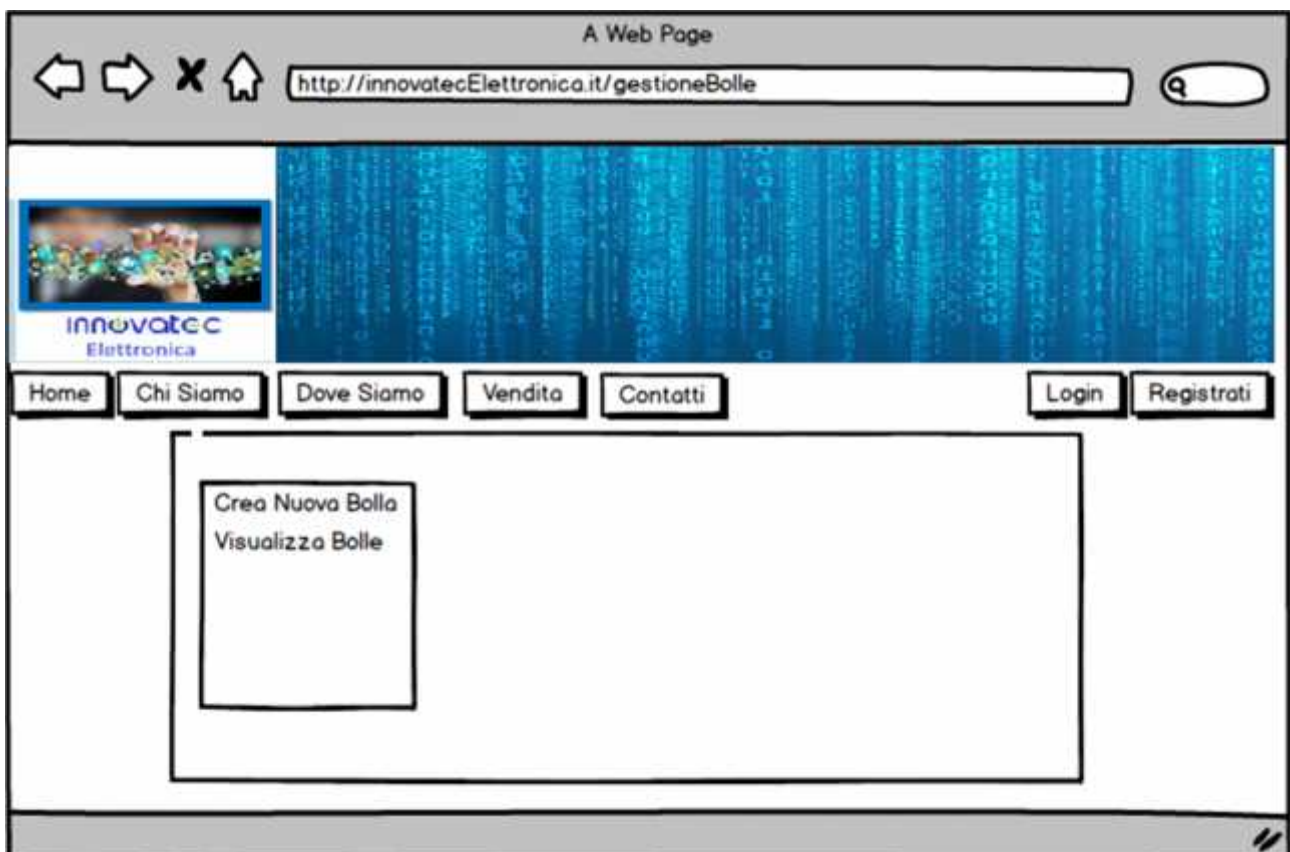 A Web Page
http://innovatecElettronica.it/gestioneBolle
innovatec
Elettronica
Home Chi Siamo Dove Siamo Vendita Contatti Login Registrati
Crea Nuova Bolla
Visualizza Bolle